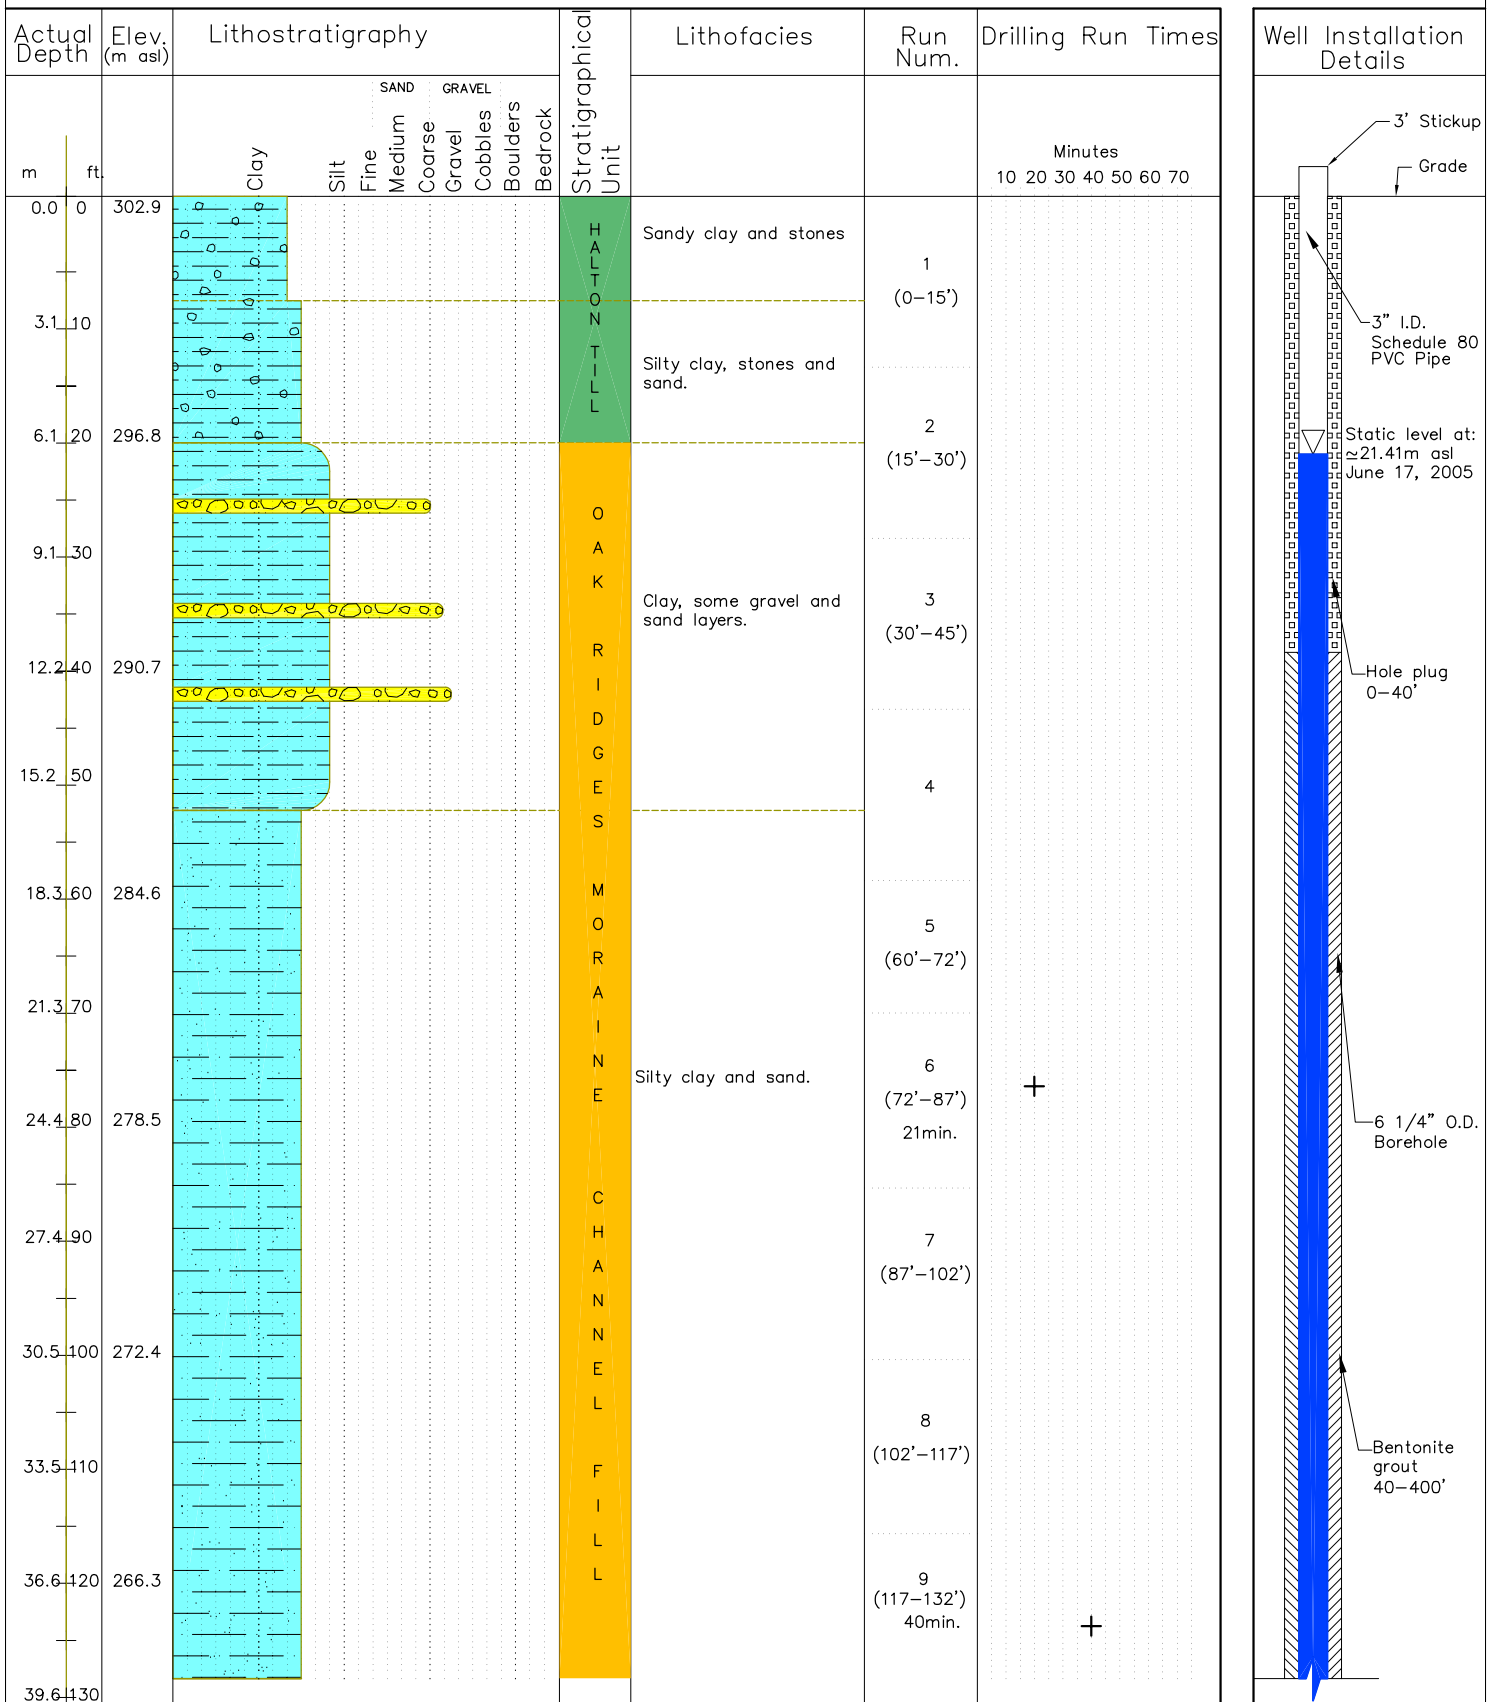 Actual
Depth
Elev.
(m asl)
Lithostratigraphy
Stratigraphical
Unit
Lithofacies
Run
Num.
Drilling Run Times
Well Installation
Details
SAND
GRAVEL
Clay
Silt
Fine
Medium
Coarse
Gravel
Cobbles
Boulders
Bedrock
m
ft.
Minutes
10 20 30 40 50 60 70
3' Stickup
Grade
0.0 0 302.9
3.1 10
6.1 20 296.8
9.1 30
12.2 40 290.7
15.2 50
18.3 60 284.6
21.3 70
24.4 80 278.5
27.4 90
30.5 100 272.4
33.5 110
36.6 120 266.3
39.6 130
HALTON TILL
OAK RIDGES MORAINE CHANNEL FILL
Sandy clay and stones
Silty clay, stones and
sand.
Clay, some gravel and
sand layers.
Silty clay and sand.
1
(0–15')
2
(15'–30')
3
(30'–45')
4
5
(60'–72')
6
(72'–87')
21min.
7
(87'–102')
8
(102'–117')
9
(117–132')
40min.
3" I.D.
Schedule 80
PVC Pipe
Static level at:
≃21.41m asl
June 17, 2005
Hole plug
0–40'
6 1/4" O.D.
Borehole
Bentonite
grout
40–400'